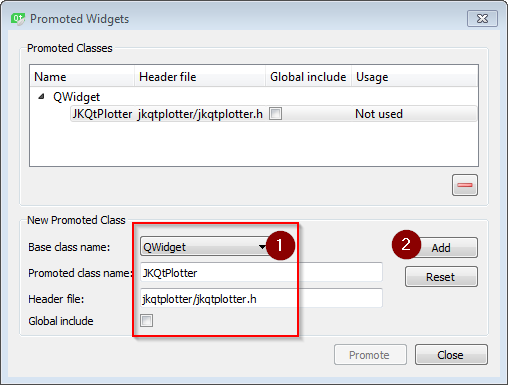 Qt Promoted Widgets
Promoted Classes
Name Header file Global include Usage
QWidget
JKQtPlotter jkqtplotter/jkqtplotter.h Not used
New Promoted Class
Base class name: QWidget 1 2 Add
Promoted class name: JKQtPlotter Reset
Header file: jkqtplotter/jkqtplotter.h
Global include
Promote Close